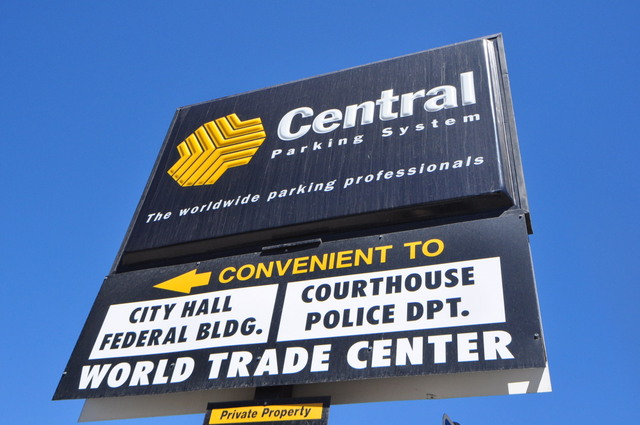 Central
Parking System
The worldwide parking professionals
CONVENIENT TO
CITY HALL
FEDERAL BLDG.
COURTHOUSE
POLICE DPT.
WORLD TRADE CENTER
Private Property